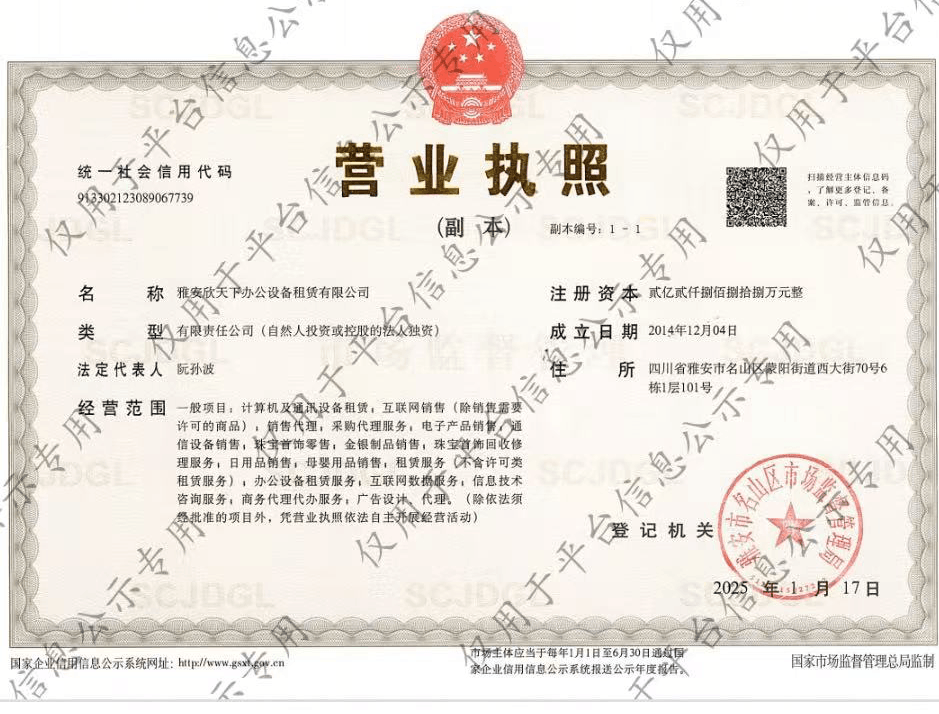 营业执照
(副 本)
副本编号：1 - 1
统一社会信用代码
913302123089067739
扫描经营主体信息码
，了解更多登记、备
案、许可、监管信息。
名 称 雅安欣天下办公设备租赁有限公司
类 型 有限责任公司（自然人投资或控股的法人独资）
法定代表人 阮孙波
经营范围 一般项目：计算机及通讯设备租赁；互联网销售（除销售需要
许可的商品）；销售代理；采购代理服务；电子产品销售；通
信设备销售；珠宝首饰零售；金银制品销售；珠宝首饰回收修
理服务；日用品销售；母婴用品销售；租赁服务（不含许可类
租赁服务）；办公设备租赁服务；互联网数据服务；信息技术
咨询服务；商务代理代办服务；广告设计、代理。（除依法须
经批准的项目外，凭营业执照依法自主开展经营活动）
注册资本 贰亿贰仟捌佰捌拾捌万元整
成立日期 2014年12月04日
住 所 四川省雅安市名山区蒙阳街道西大街70号6
栋1层101号
登记机关
雅安市名山区市场监督管理局
2025 年 1 月 17 日
国家企业信用信息公示系统网址：http://www.gsxt.gov.cn
市场主体应当于每年1月1日至6月30日通过国
家企业信用信息公示系统报送公示年度报告。
国家市场监督管理总局监制
仅用于平台信息公示专用
SCJDGL
市场监督管理